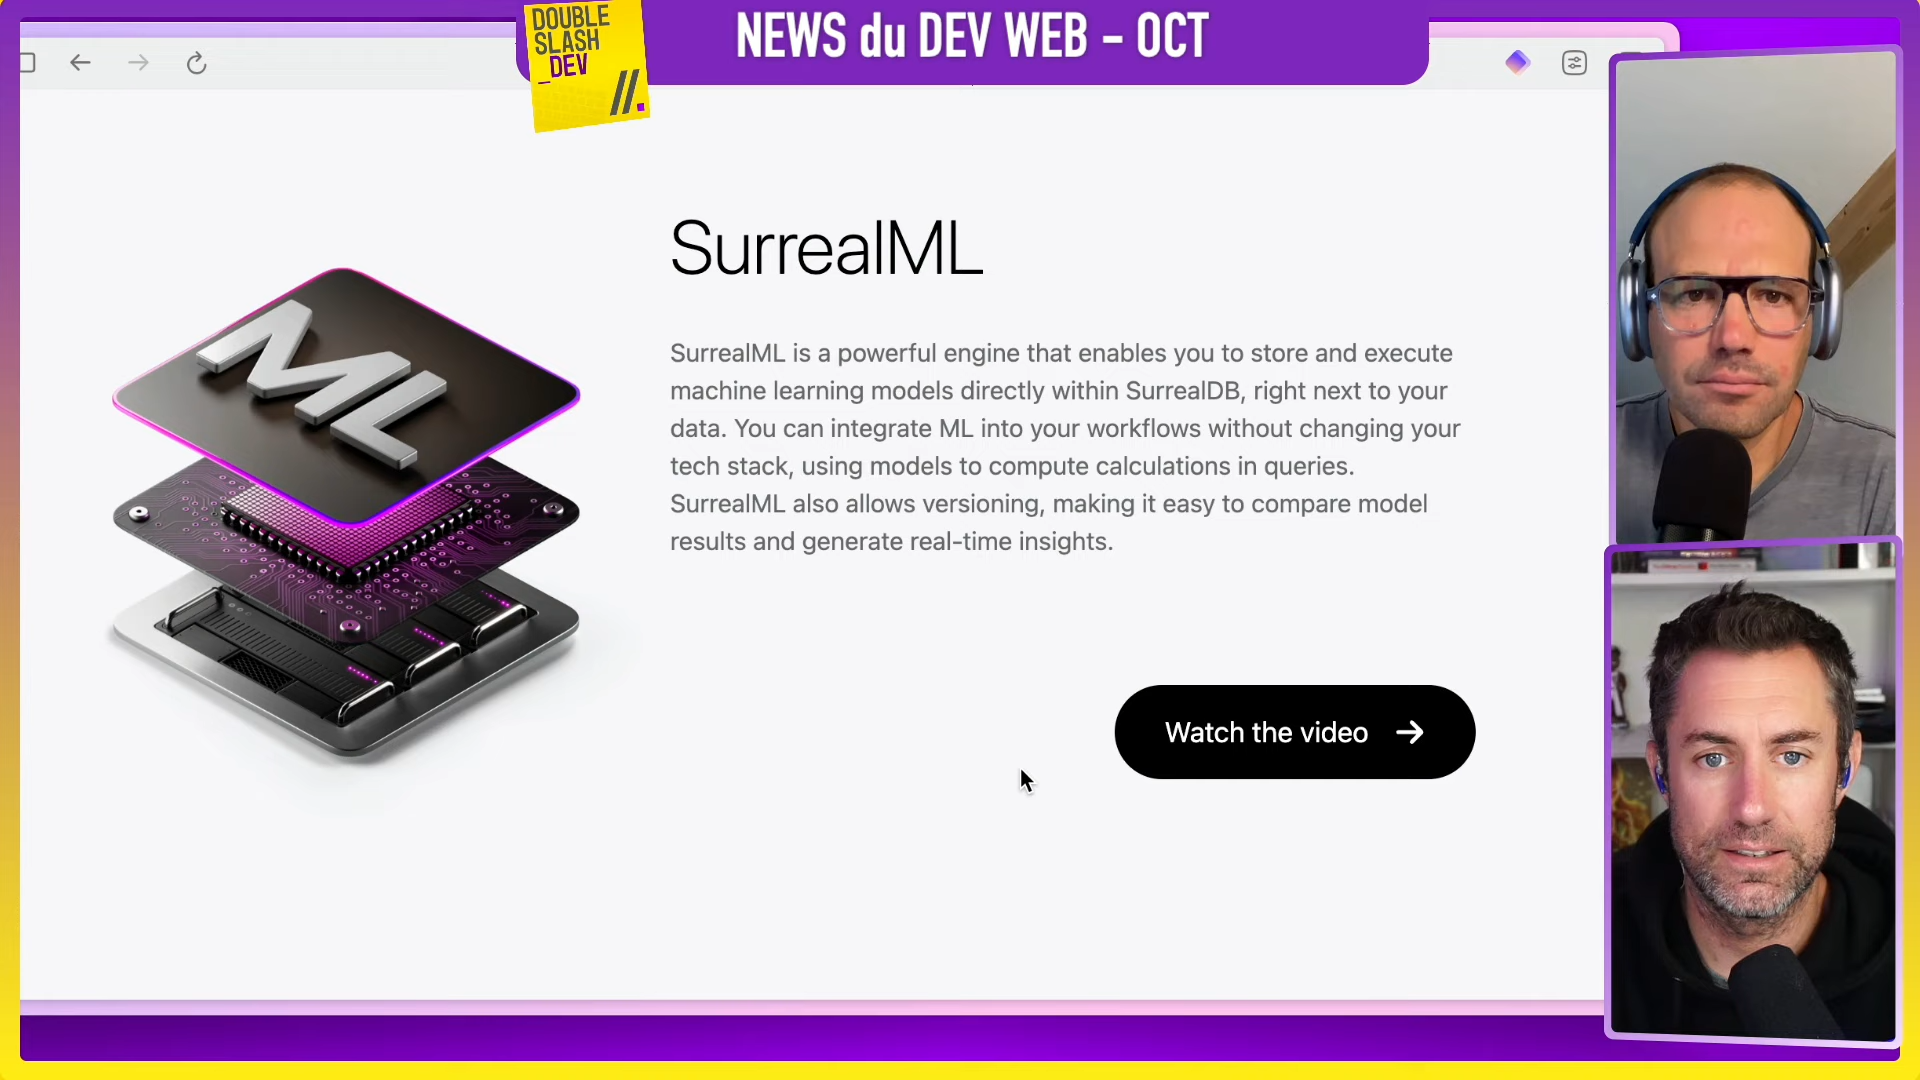 DOUBLE
SLASH
_DEV
//.
NEWS du DEV WEB - OCT
SurrealML
ML
SurrealML is a powerful engine that enables you to store and execute
machine learning models directly within SurrealDB, right next to your
data. You can integrate ML into your workflows without changing your
tech stack, using models to compute calculations in queries.
SurrealML also allows versioning, making it easy to compare model
results and generate real-time insights.
Watch the video